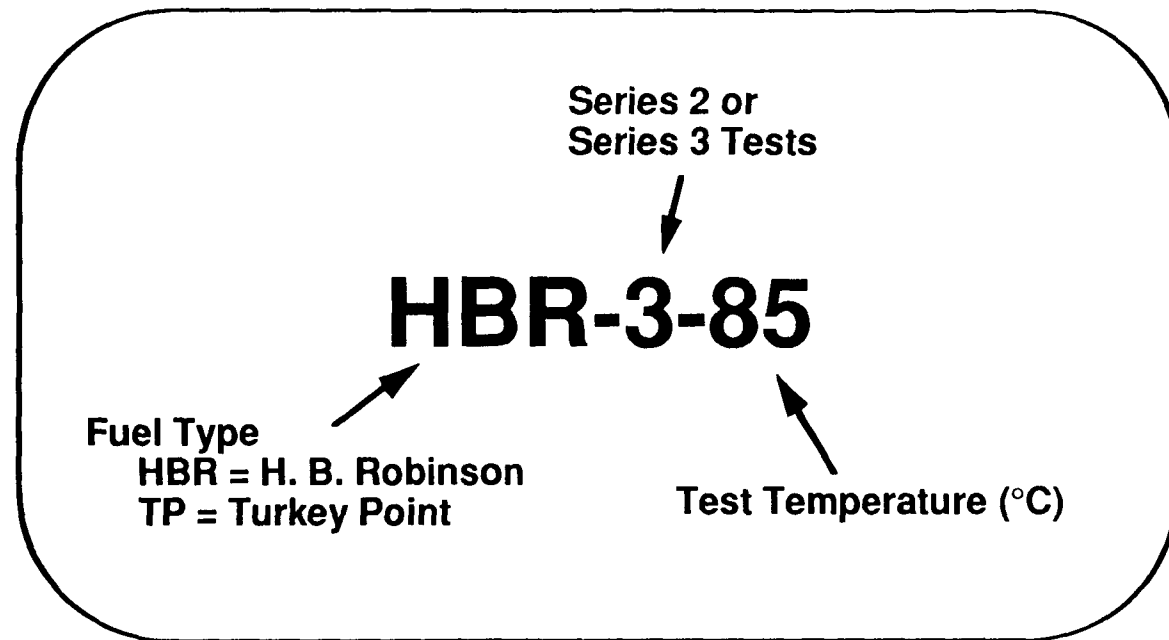 Series 2 or
Series 3 Tests
HBR-3-85
Fuel Type
HBR = H. B. Robinson
TP = Turkey Point
Test Temperature (°C)